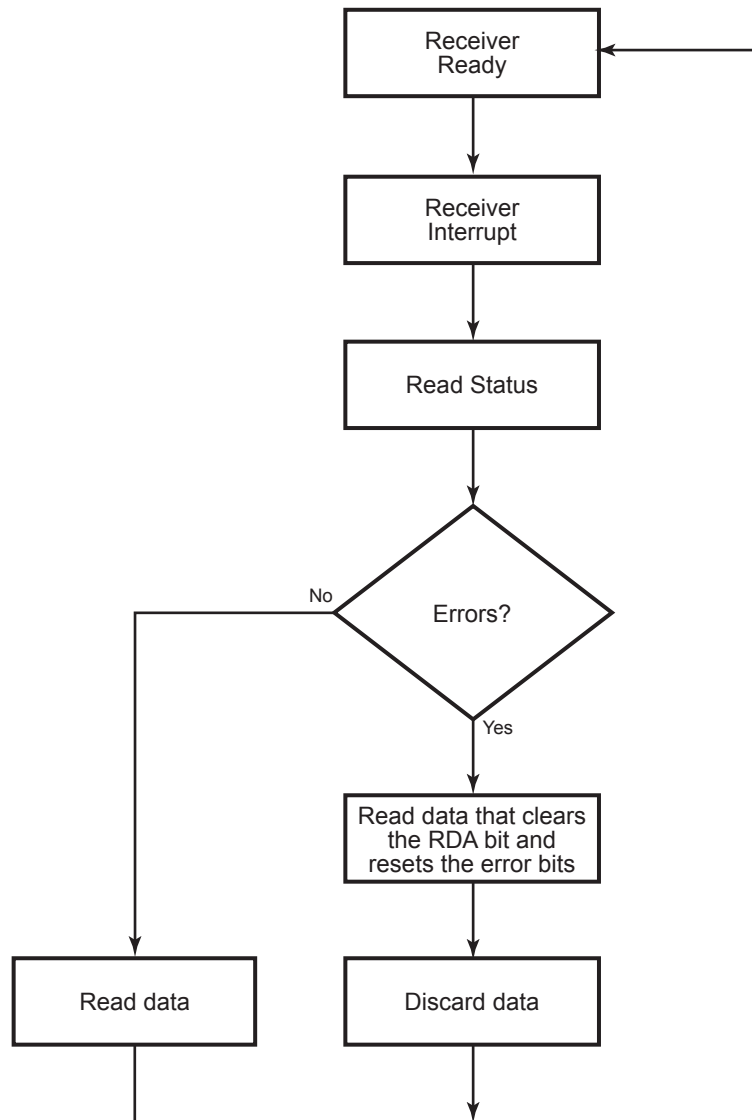 Receiver
Ready
Receiver
Interrupt
Read Status
Errors?
No
Yes
Read data that clears
the RDA bit and
resets the error bits
Read data
Discard data